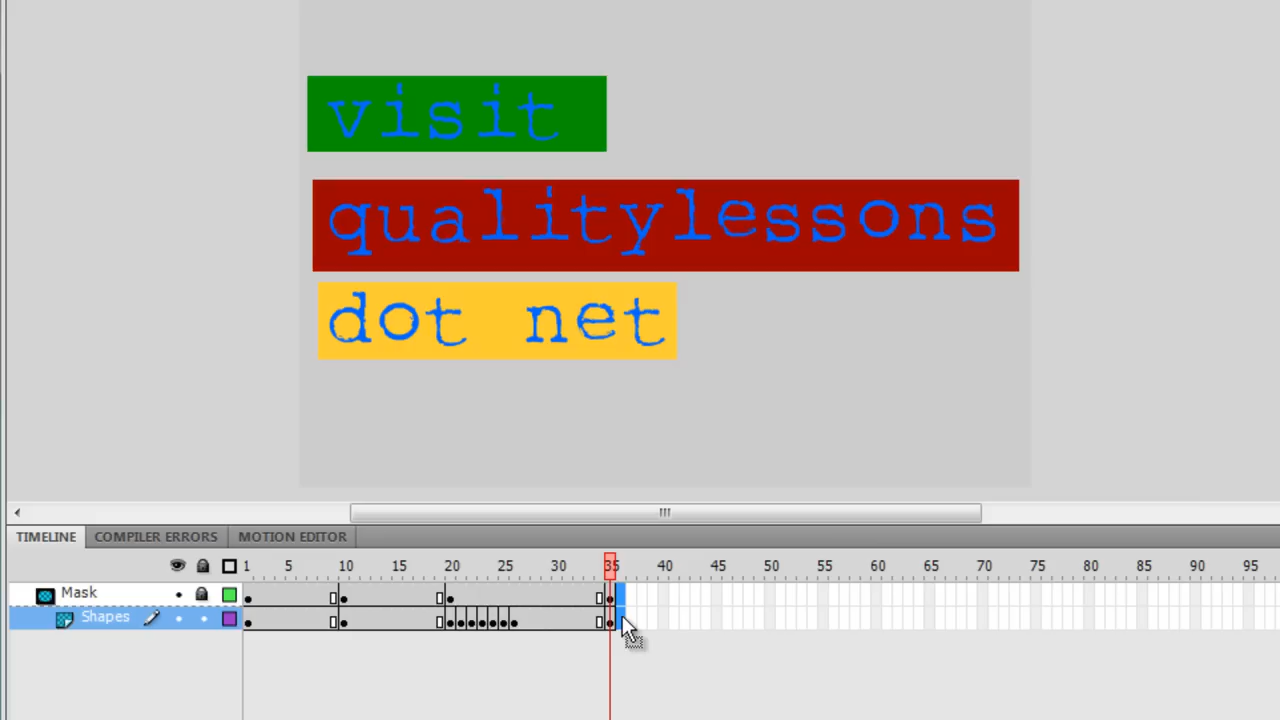 visit
qualitylessons
dot net
TIMELINE COMPILER ERRORS MOTION EDITOR
1 5 10 15 20 25 30 35 40 45 50 55 60 65 70 75 80 85 90 95
Mask
Shapes